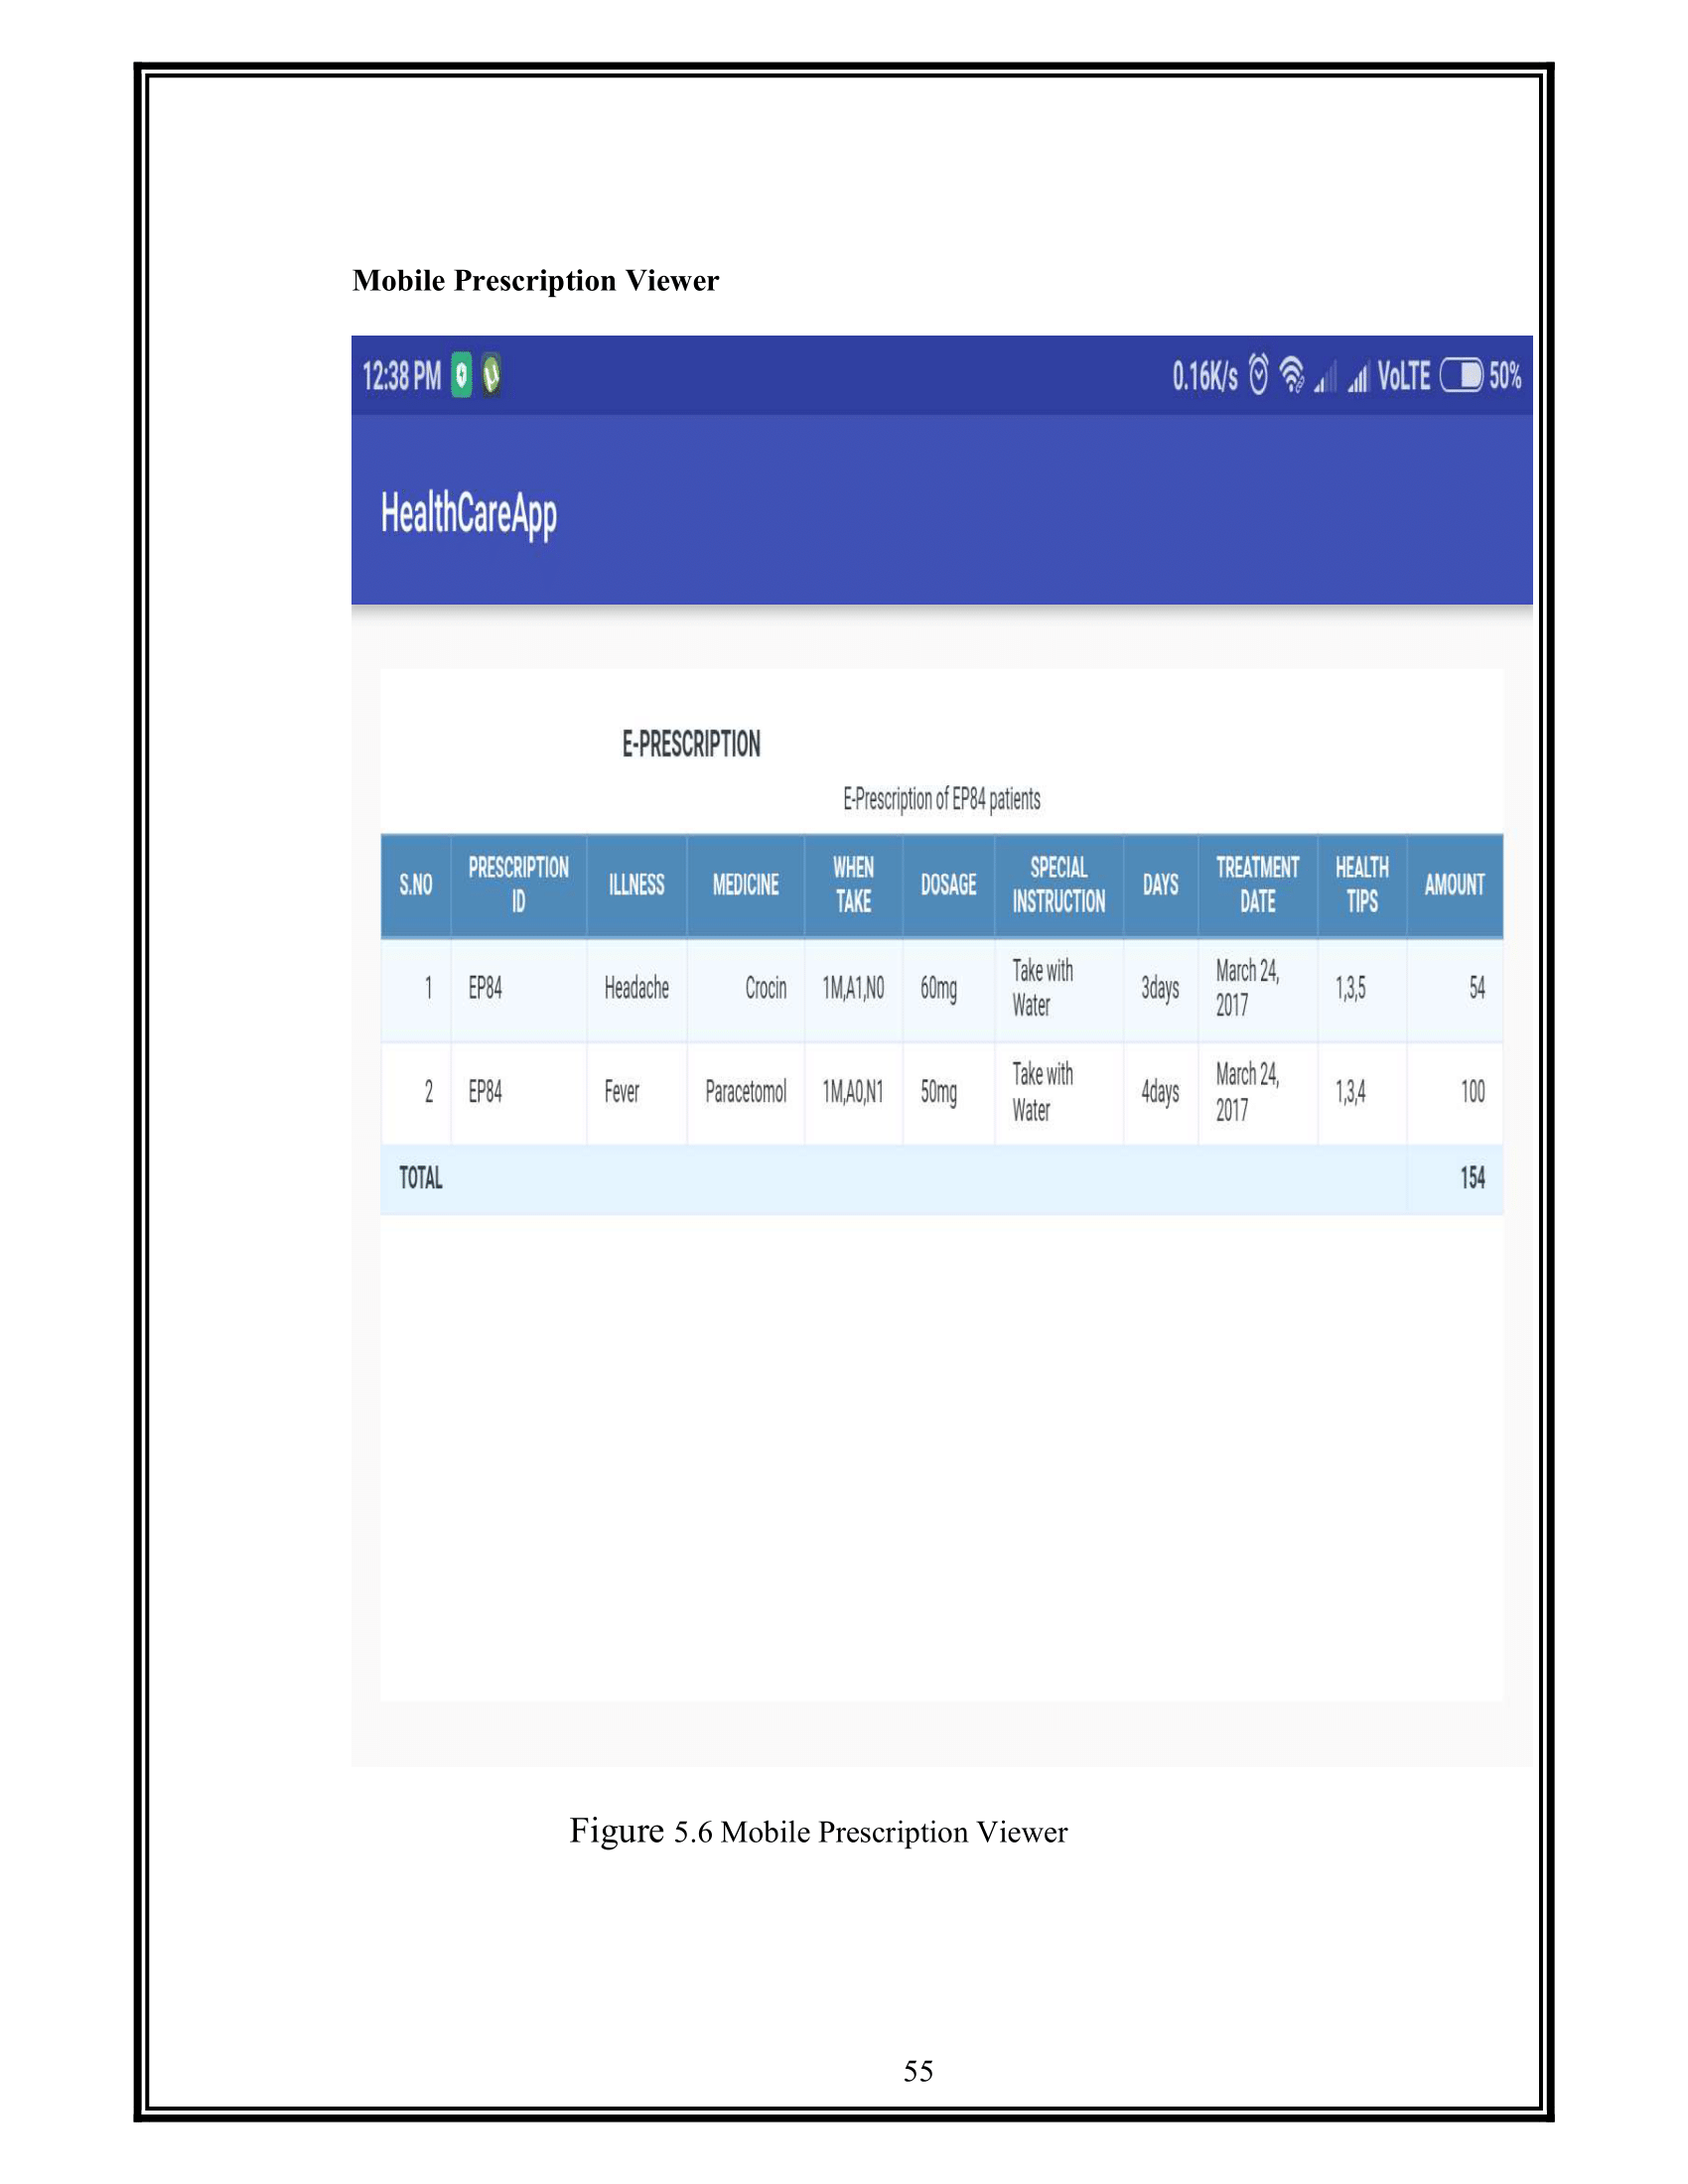 Mobile Prescription Viewer
12:38 PM 0.16K/s VoLTE 50%
HealthCareApp
E-PRESCRIPTION
E-Prescription of EP84 patients
S.NO PRESCRIPTION ID ILLNESS MEDICINE WHEN TAKE DOSAGE SPECIAL INSTRUCTION DAYS TREATMENT DATE HEALTH TIPS AMOUNT
1 EP84 Headache Crocin 1M,A1,N0 60mg Take with Water 3days March 24, 2017 1,3,5 54
2 EP84 Fever Paracetomol 1M,A0,N1 50mg Take with Water 4days March 24, 2017 1,3,4 100
TOTAL 154
Figure 5.6 Mobile Prescription Viewer
55